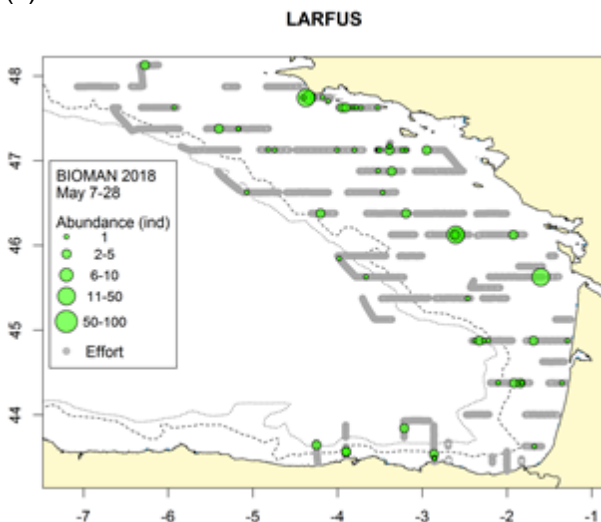 LARFUS
48
47
46
45
44
BIOMAN 2018
May 7-28
Abundance (ind)
1
2-5
6-10
11-50
50-100
Effort
-7 -6 -5 -4 -3 -2 -1